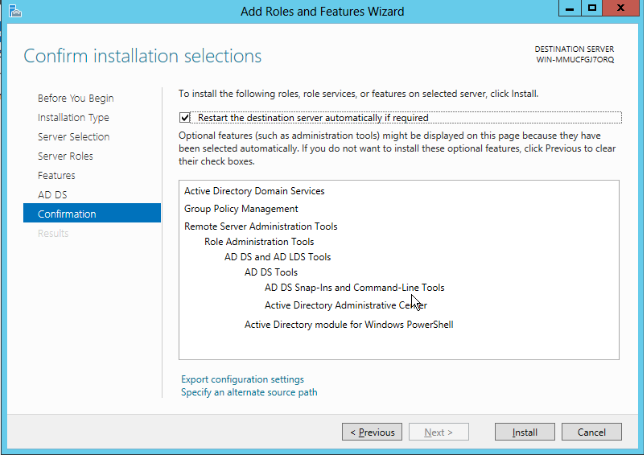 Add Roles and Features Wizard
Confirm installation selections
DESTINATION SERVER
WIN-MMUCFGJ7ORQ
Before You Begin
Installation Type
Server Selection
Server Roles
Features
AD DS
Confirmation
Results
To install the following roles, role services, or features on selected server, click Install.
Restart the destination server automatically if required
Optional features (such as administration tools) might be displayed on this page because they have
been selected automatically. If you do not want to install these optional features, click Previous to clear
their check boxes.
Active Directory Domain Services
Group Policy Management
Remote Server Administration Tools
Role Administration Tools
AD DS and AD LDS Tools
AD DS Tools
AD DS Snap-Ins and Command-Line Tools
Active Directory Administrative Center
Active Directory module for Windows PowerShell
Export configuration settings
Specify an alternate source path
< Previous
Next >
Install
Cancel